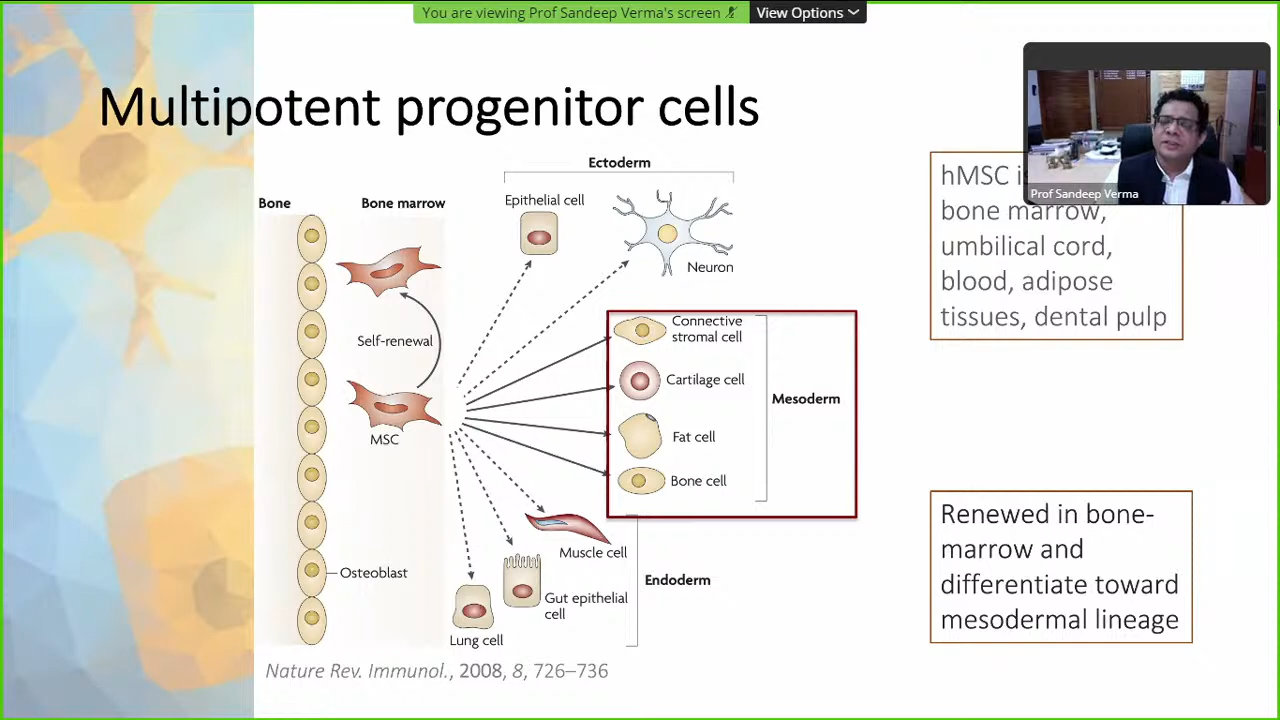 You are viewing Prof Sandeep Verma's screen
View Options
Multipotent progenitor cells
Prof Sandeep Verma
hMSC
bone marrow,
umbilical cord,
blood, adipose
tissues, dental pulp
Ectoderm
Bone
Bone marrow
Epithelial cell
Neuron
Self-renewal
MSC
Connective
stromal cell
Cartilage cell
Mesoderm
Fat cell
Bone cell
Muscle cell
Osteoblast
Endoderm
Gut epithelial
cell
Lung cell
Renewed in bone-
marrow and
differentiate toward
mesodermal lineage
Nature Rev. Immunol., 2008, 8, 726–736